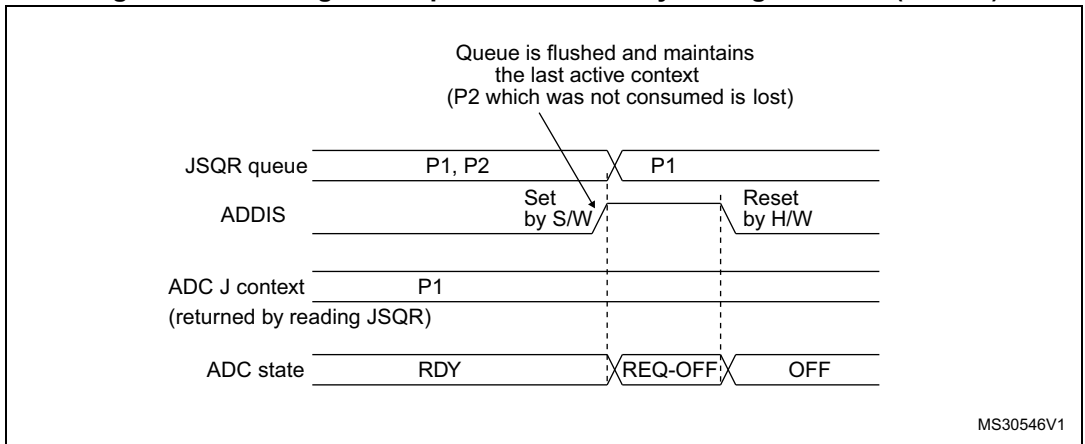 Queue is flushed and maintains
the last active context
(P2 which was not consumed is lost)
JSQR queue
P1, P2
P1
ADDIS
Set
by S/W
Reset
by H/W
ADC J context
(returned by reading JSQR)
P1
ADC state
RDY
REQ-OFF
OFF
MS30546V1